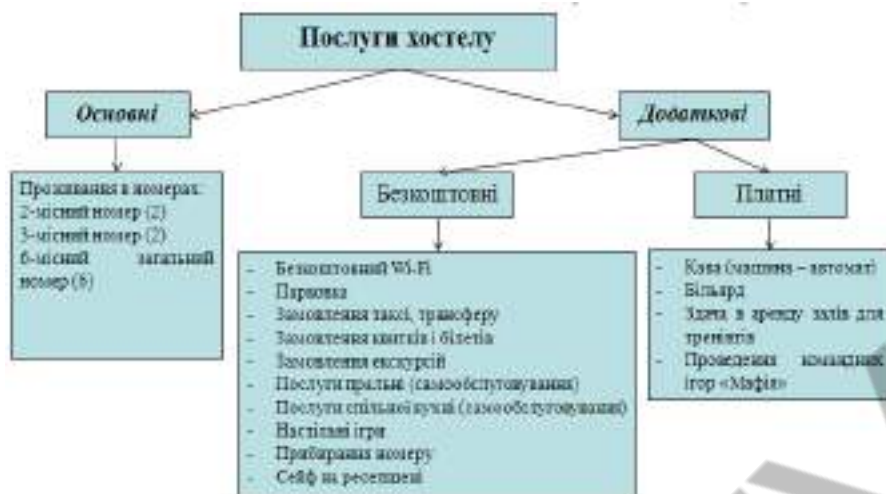 Послуги хостелу
Основні
Додаткові
Проживання в номерах:
2-місний номер (2)
3-місний номер (2)
6-місний загальний
номер (6)
Безкоштовні
Платні
- Безкоштовний Wi-Fi
- Парковка
- Замовлення таксі, трансферу
- Замовлення квитків і білетів
- Замовлення екскурсій
- Послуги пральні (самообслуговування)
- Послуги спільної кухні (самообслуговування)
- Настільні ігри
- Прибирання номеру
- Сейф на рецепшені
- Кава (машина – автомат)
- Більярд
- Здача в аренду залів для
тренінгів
- Проведення командних
ігор «Мафія»